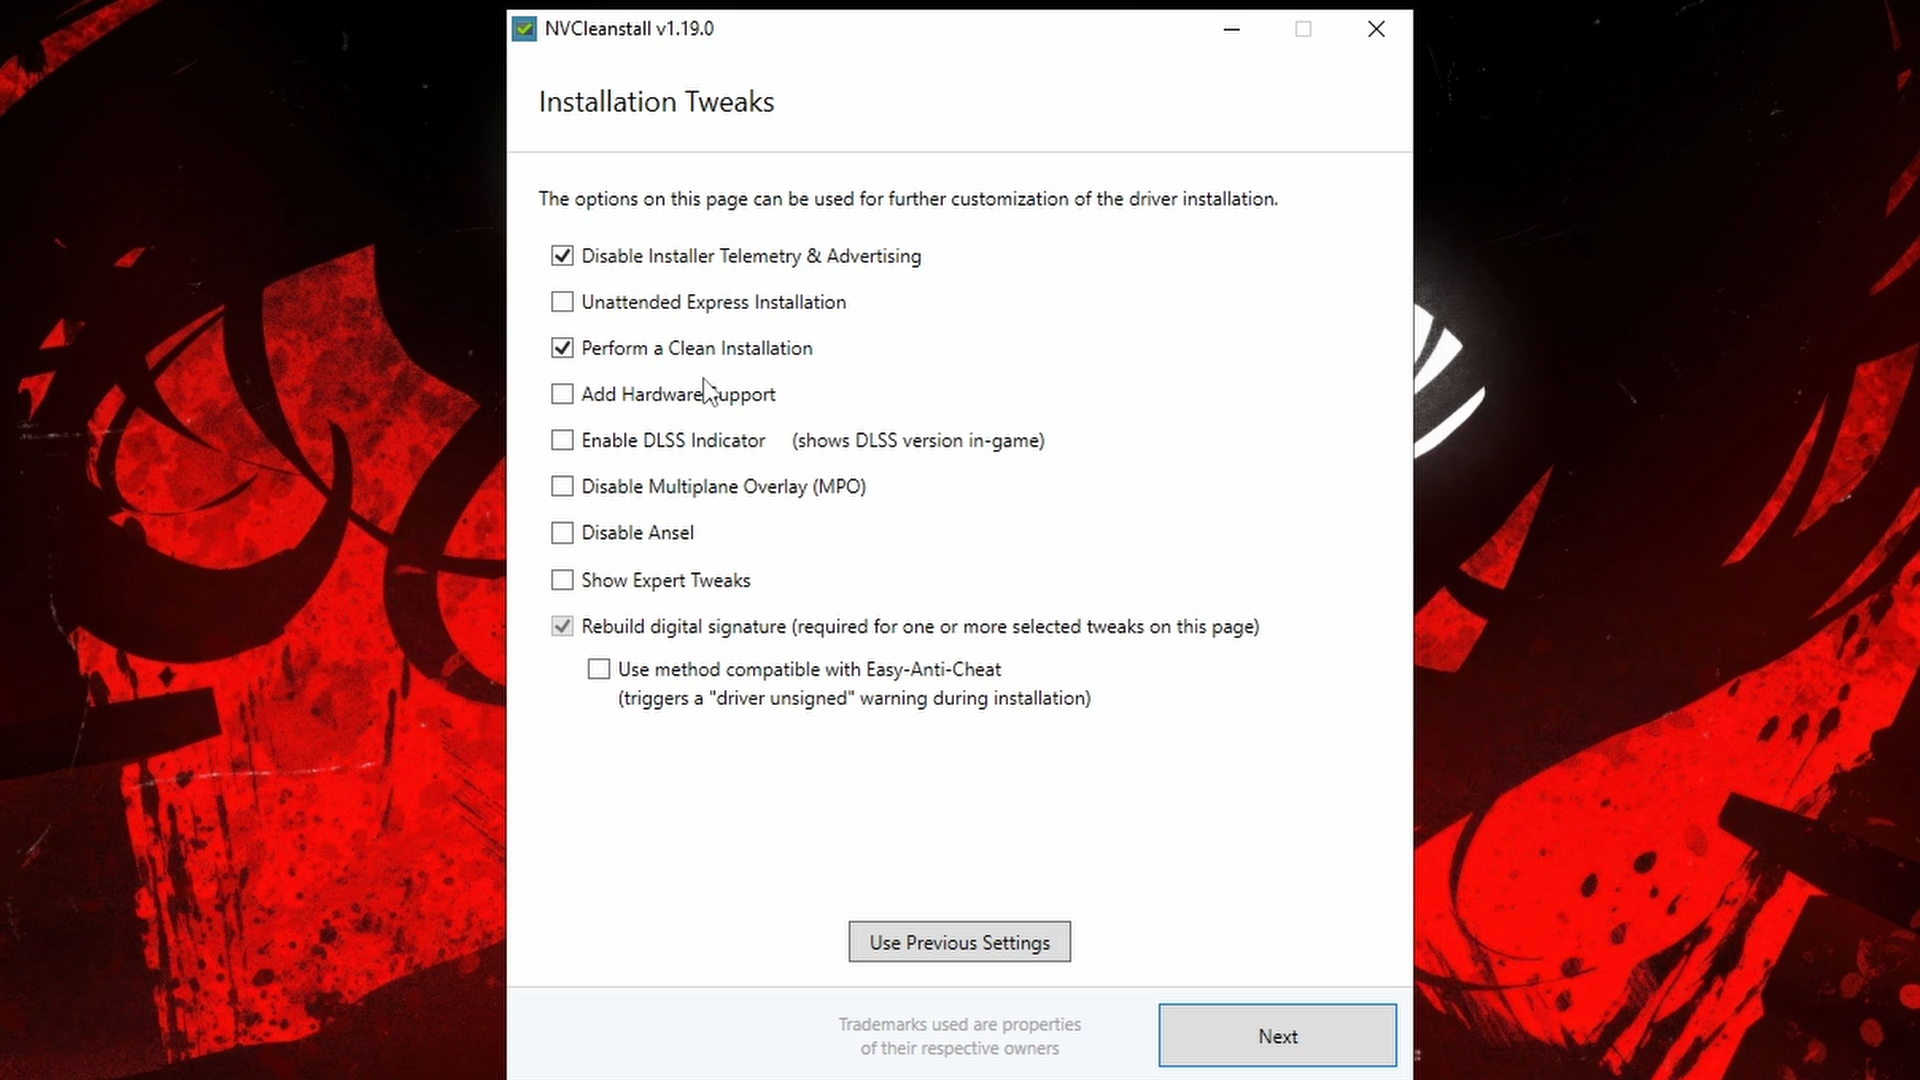 NVCleanstall v1.19.0
Installation Tweaks
The options on this page can be used for further customization of the driver installation.
Disable Installer Telemetry & Advertising
Unattended Express Installation
Perform a Clean Installation
Add Hardware Support
Enable DLSS Indicator (shows DLSS version in-game)
Disable Multiplane Overlay (MPO)
Disable Ansel
Show Expert Tweaks
Rebuild digital signature (required for one or more selected tweaks on this page)
Use method compatible with Easy-Anti-Cheat
(triggers a "driver unsigned" warning during installation)
Use Previous Settings
Trademarks used are properties
of their respective owners
Next